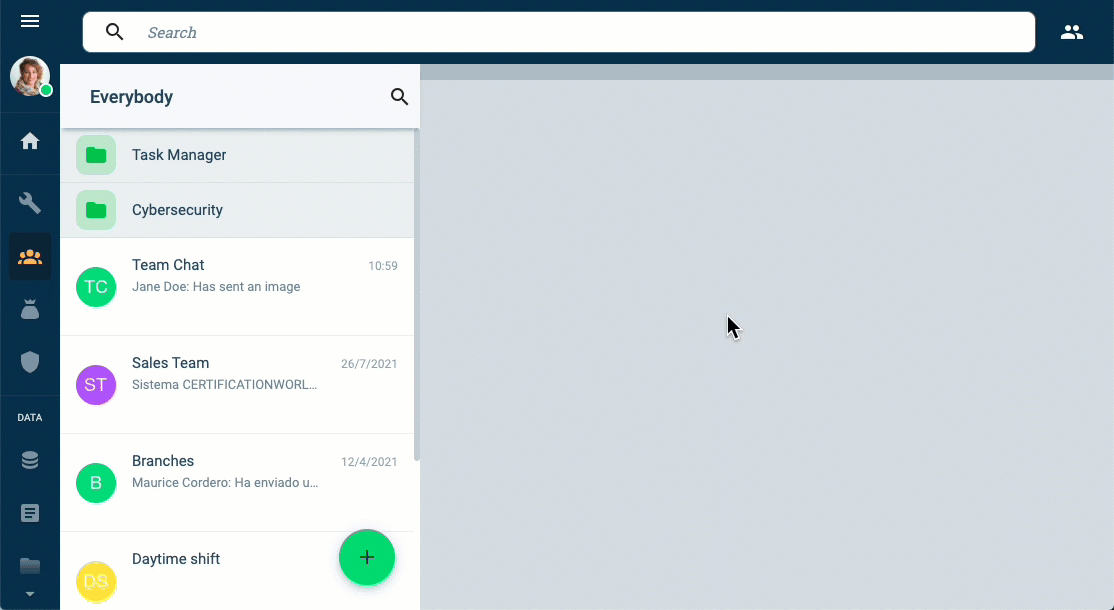 Search
Everybody
Task Manager
Cybersecurity
Team Chat
10:59
TC
Jane Doe: Has sent an image
Sales Team
26/7/2021
ST
Sistema CERTIFICATIONWORL...
Branches
12/4/2021
B
Maurice Cordero: Ha enviado u...
Daytime shift
DS
+
DATA